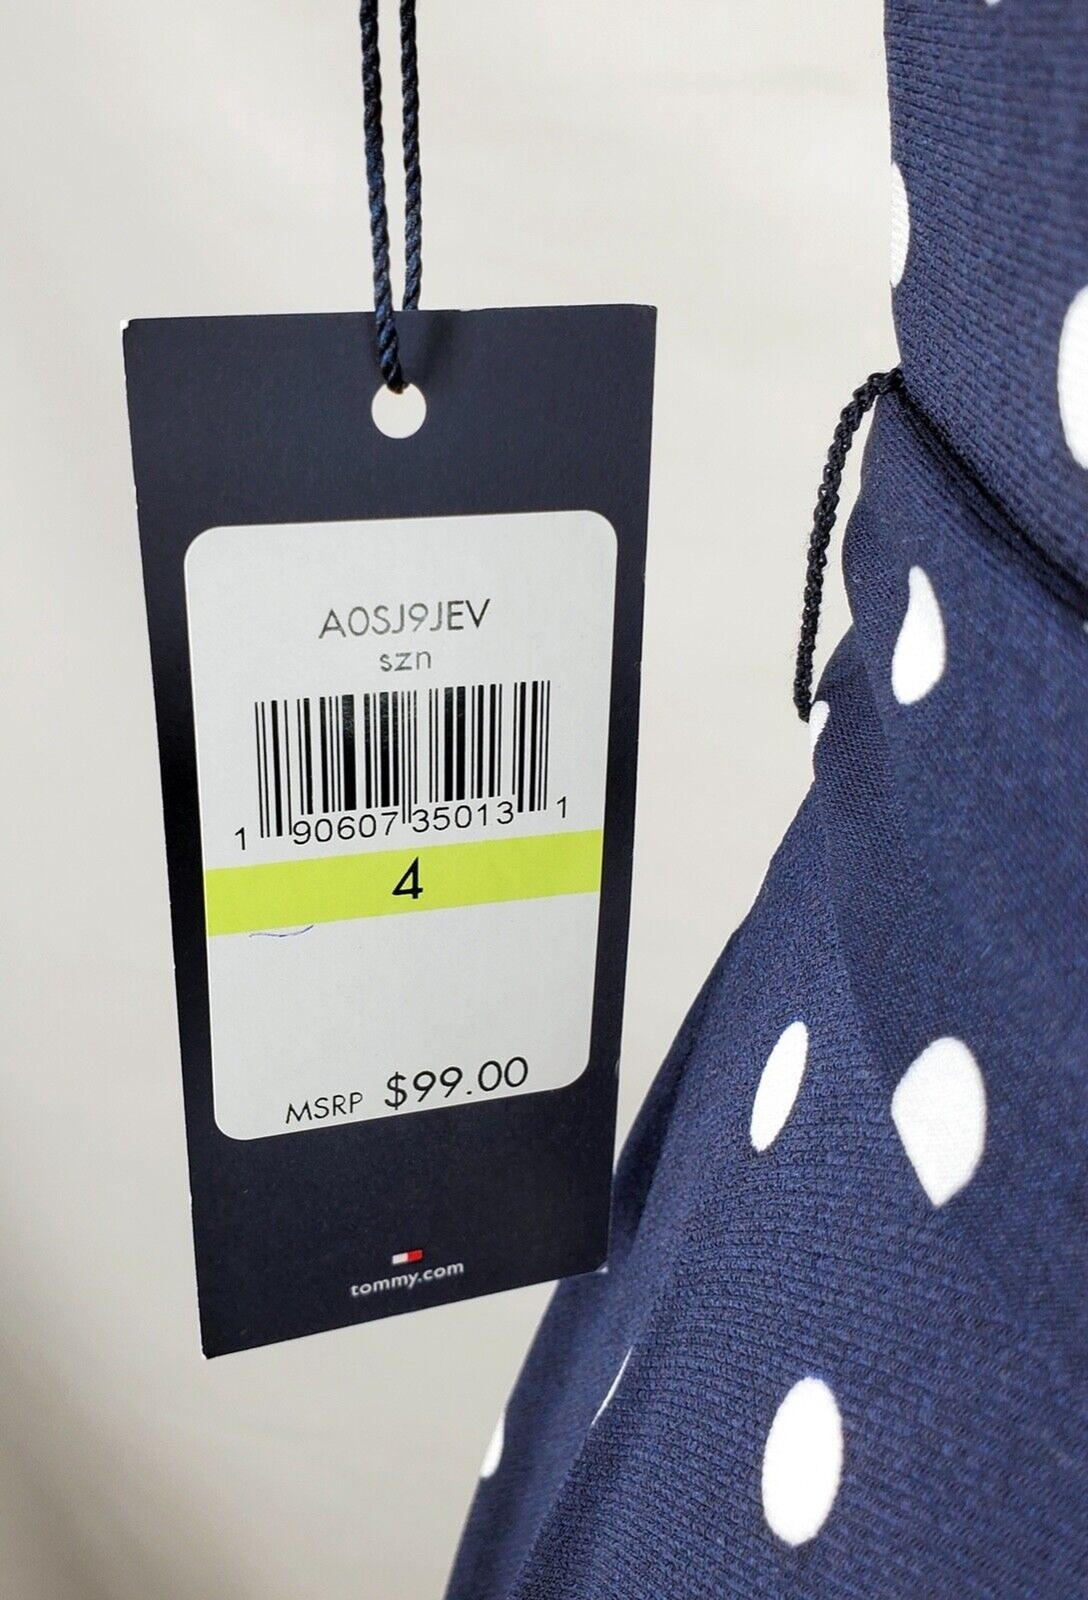 A0SJ9JEV
szn
1 90607 35013 1
4
MSRP $99.00
tommy.com